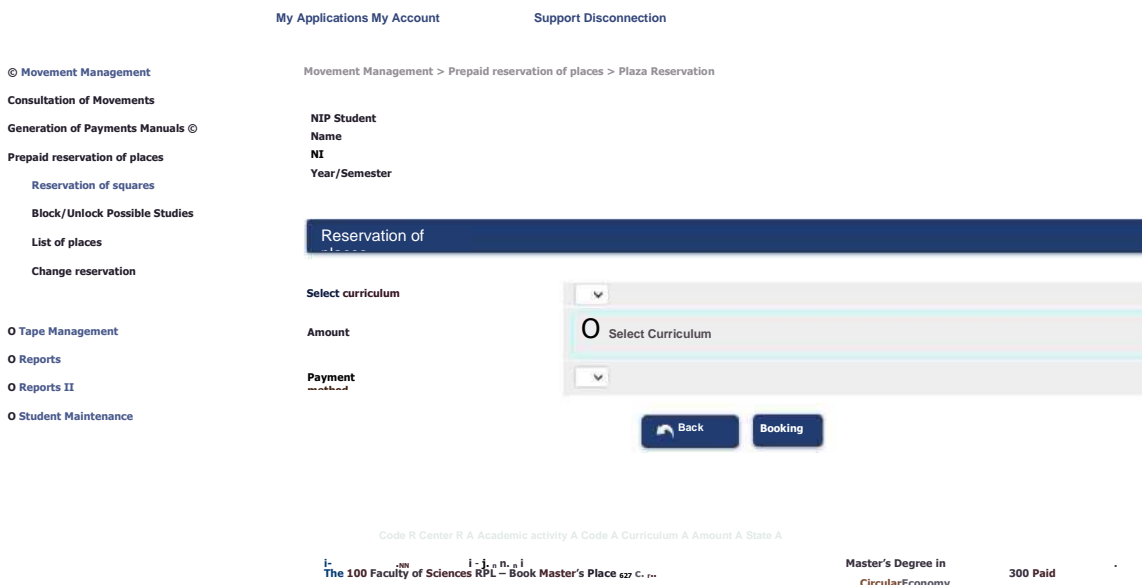 My Applications My Account Support Disconnection
© Movement Management
Consultation of Movements
Generation of Payments Manuals ©
Prepaid reservation of places
Reservation of squares
Block/Unlock Possible Studies
List of places
Change reservation
O Tape Management
O Reports
O Reports II
O Student Maintenance
Movement Management > Prepaid reservation of places > Plaza Reservation
NIP Student
Name
NI
Year/Semester
Reservation of
Select curriculum
Amount
O Select Curriculum
Payment
method
Back Booking
Code R Center R A Academic activity A Code A Curriculum A Amount A State A
The 100 Faculty of Sciences RPL – Book Master's Place 627 C.
Master's Degree in
CircularEconomy
300 Paid